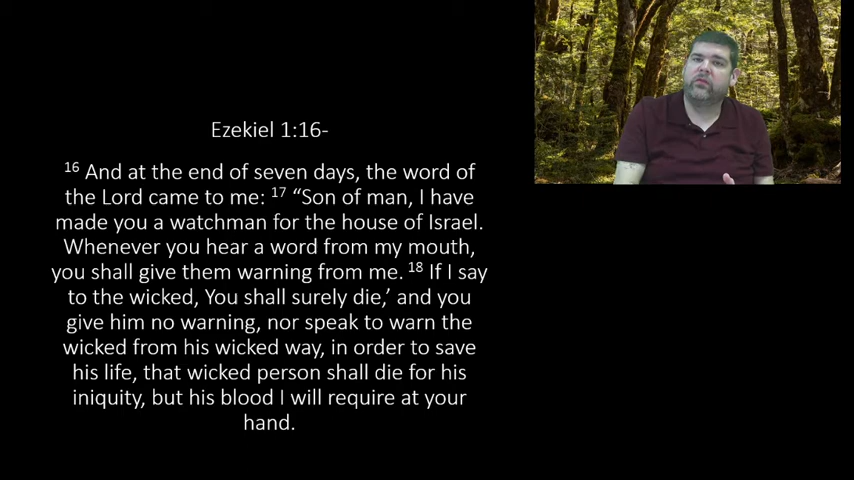 Ezekiel 1:16-
16 And at the end of seven days, the word of
the Lord came to me: 17 “Son of man, I have
made you a watchman for the house of Israel.
Whenever you hear a word from my mouth,
you shall give them warning from me. 18 If I say
to the wicked, You shall surely die,’ and you
give him no warning, nor speak to warn the
wicked from his wicked way, in order to save
his life, that wicked person shall die for his
iniquity, but his blood I will require at your
hand.